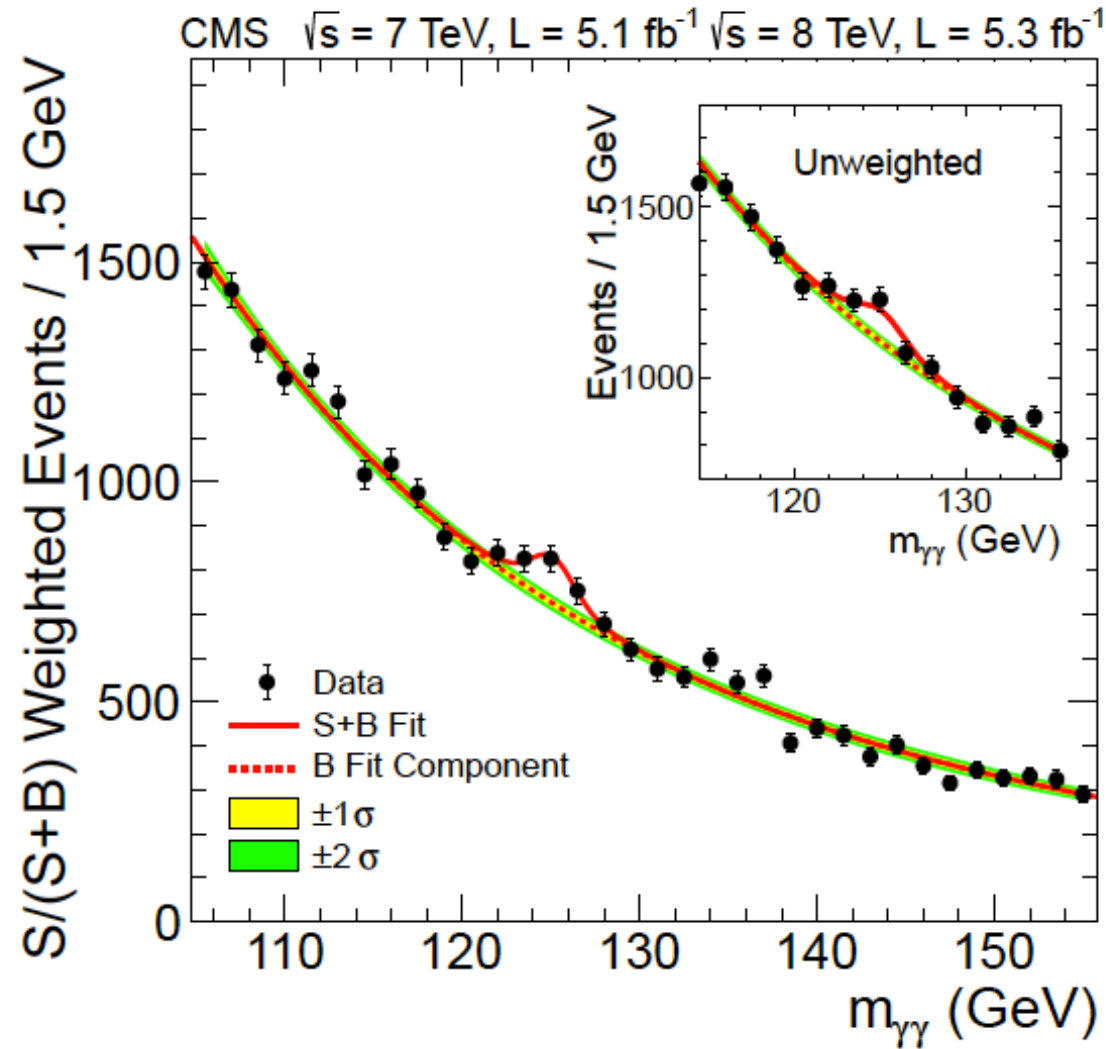 CMS √s = 7 TeV, L = 5.1 fb⁻¹ √s = 8 TeV, L = 5.3 fb⁻¹
S/(S+B) Weighted Events / 1.5 GeV
1500
1000
500
0
Events / 1.5 GeV
Unweighted
1500
1000
120 130
mγγ (GeV)
Data
S+B Fit
B Fit Component
±1 σ
±2 σ
110 120 130 140 150
mγγ (GeV)